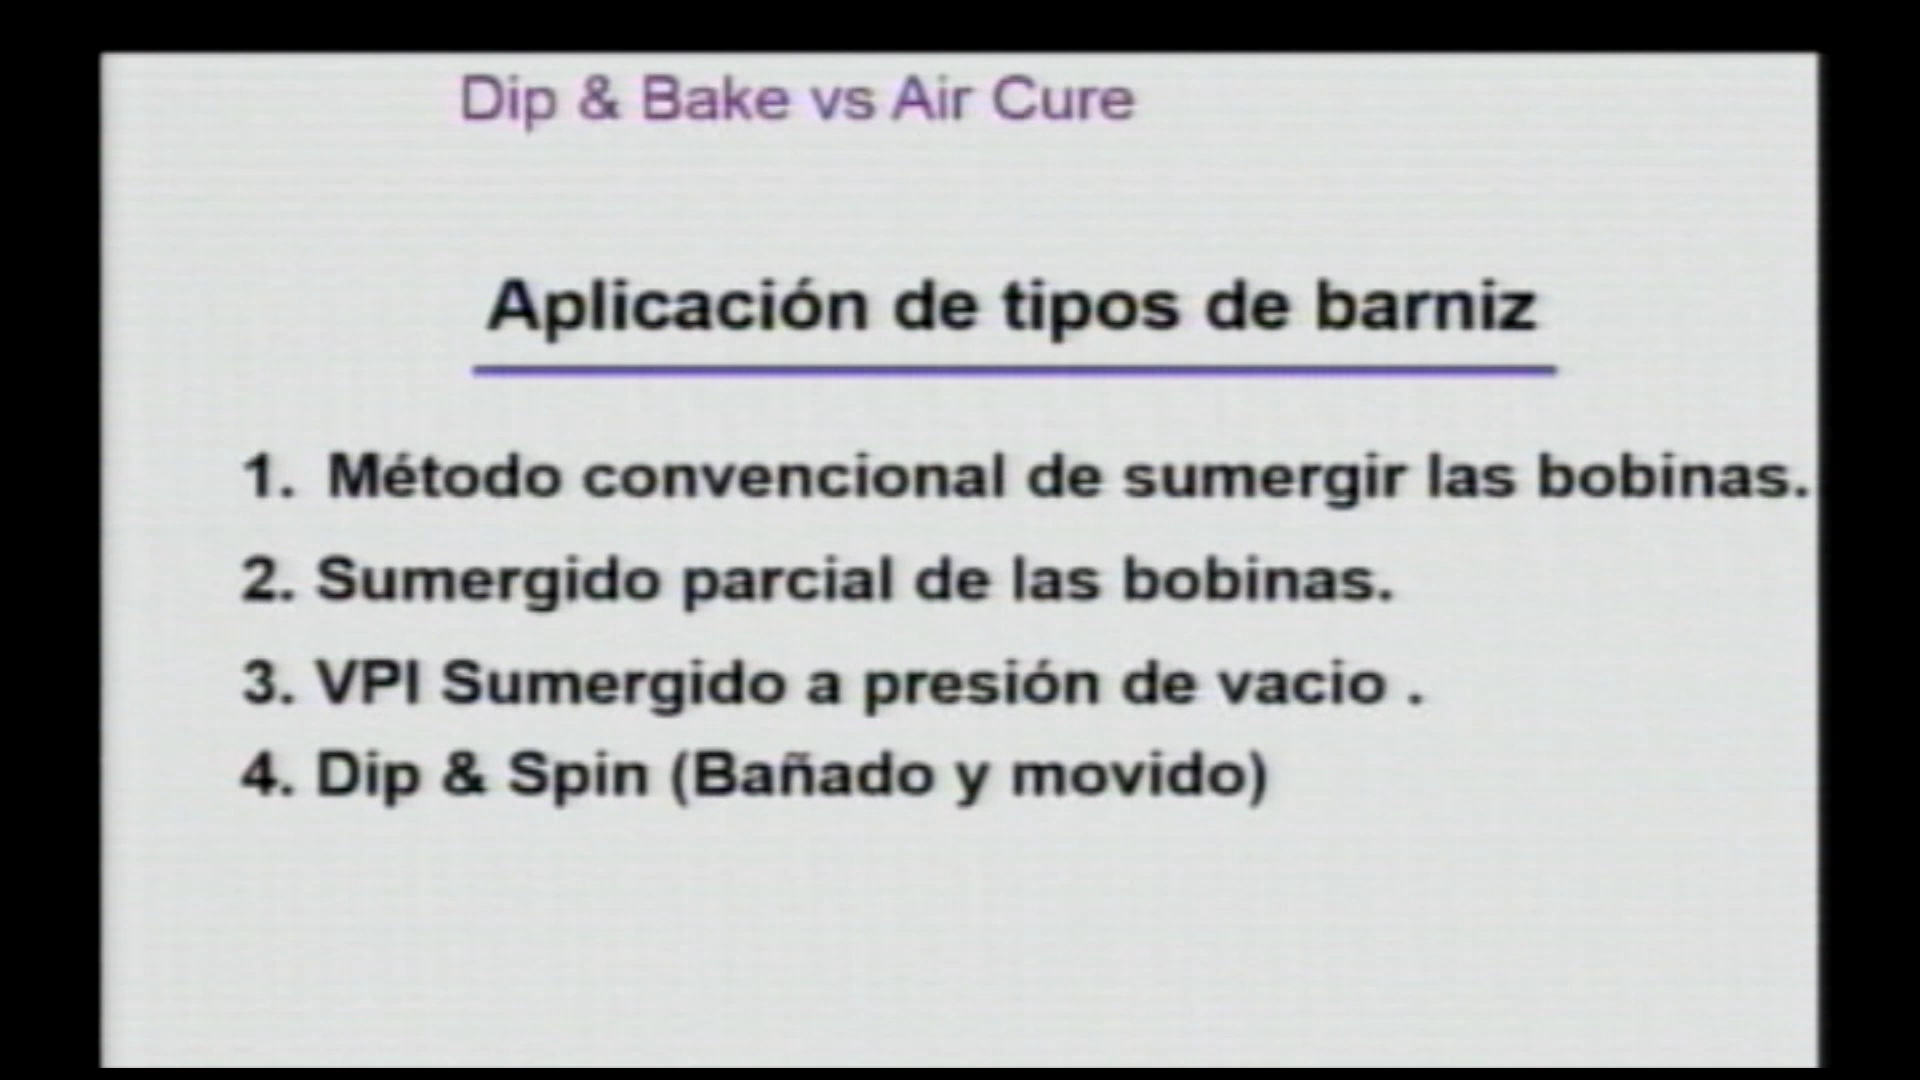 Dip & Bake vs Air Cure
Aplicación de tipos de barniz
1. Método convencional de sumergir las bobinas.
2. Sumergido parcial de las bobinas.
3. VPI Sumergido a presión de vacio .
4. Dip & Spin (Bañado y movido)